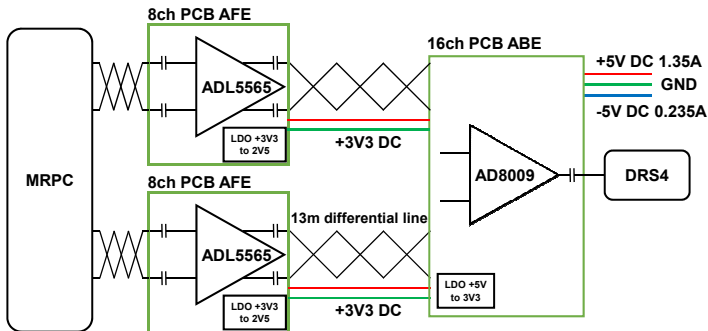 8ch PCB AFE
16ch PCB ABE
+5V DC 1.35A
GND
-5V DC 0.235A
ADL5565
LDO +3V3
to 2V5
+3V3 DC
MRPC
AD8009
DRS4
8ch PCB AFE
13m differential line
ADL5565
LDO +3V3
to 2V5
+3V3 DC
LDO +5V
to 3V3